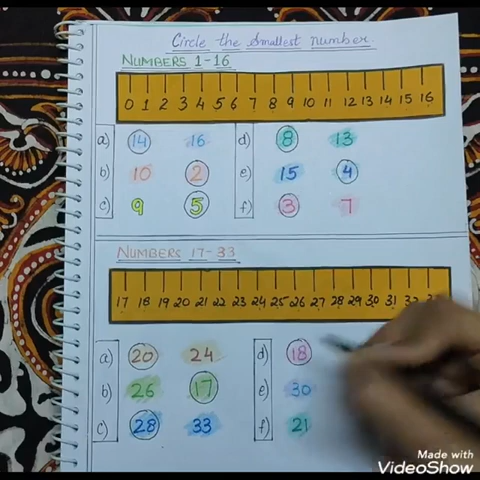 Circle the smallest number.
NUMBERS 1-16
0 1 2 3 4 5 6 7 8 9 10 11 12 13 14 15 16
a) 14 16 d) 8 13
b) 10 2 e) 15 4
c) 9 5 f) 3 7
NUMBERS 17-33
17 18 19 20 21 22 23 24 25 26 27 28 29 30 31 32
a) 20 24 d) 18
b) 26 17 e) 30
c) 28 33 f) 21
Made with
VideoShow